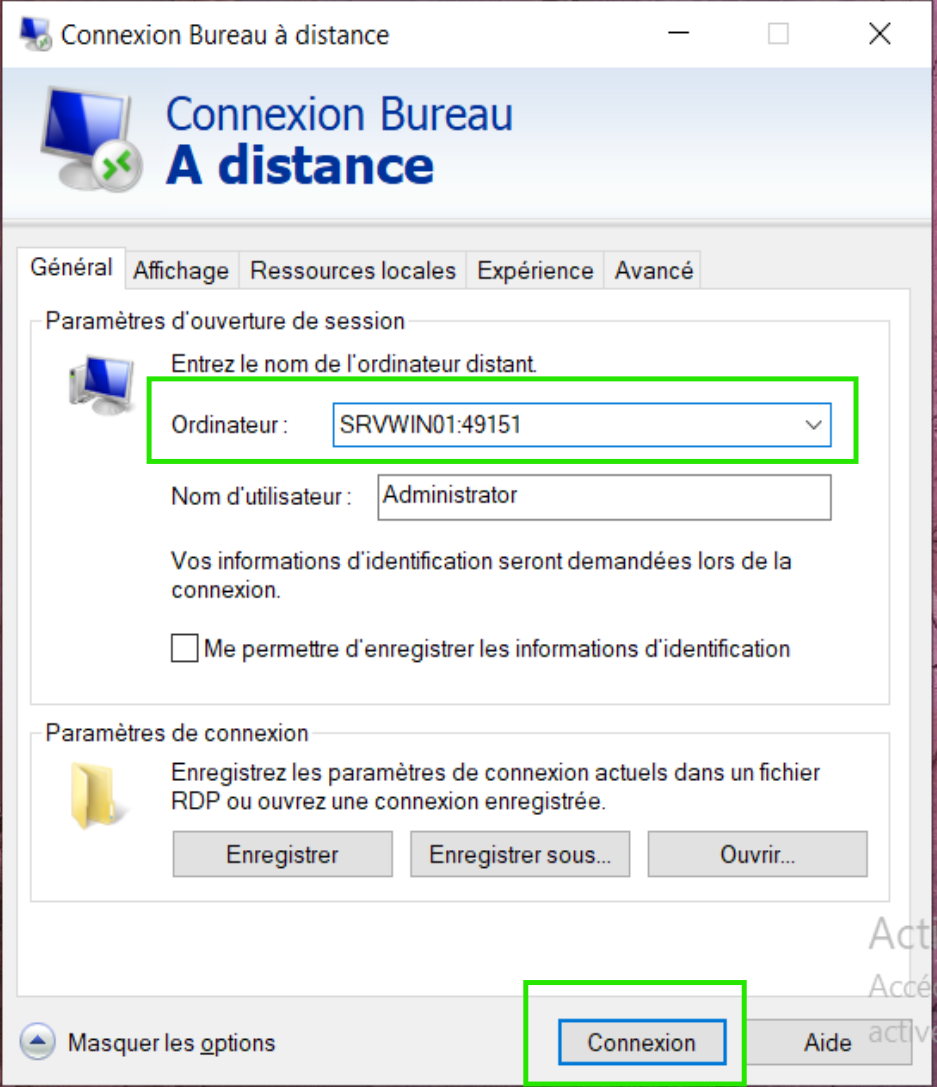 Connexion Bureau à distance
Connexion Bureau
A distance
Général Affichage Ressources locales Expérience Avancé
Paramètres d'ouverture de session
Entrez le nom de l'ordinateur distant.
Ordinateur : SRVWIN01:49151
Nom d'utilisateur : Administrator
Vos informations d'identification seront demandées lors de la
connexion.
Me permettre d'enregistrer les informations d'identification
Paramètres de connexion
Enregistrez les paramètres de connexion actuels dans un fichier
RDP ou ouvrez une connexion enregistrée.
Enregistrer Enregistrer sous... Ouvrir...
Masquer les options Connexion Aide